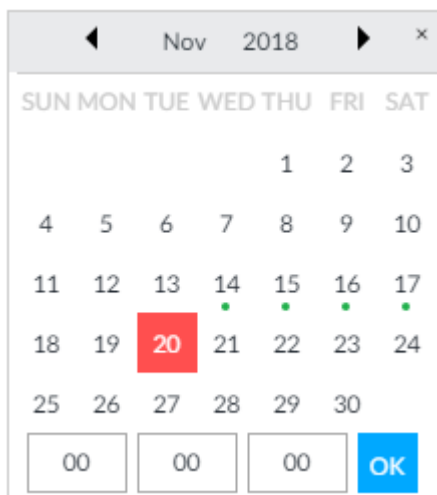 Nov 2018 ×
SUN MON TUE WED THU FRI SAT
1 2 3
4 5 6 7 8 9 10
11 12 13 14 15 16 17
18 19 20 21 22 23 24
25 26 27 28 29 30
00 00 00 OK